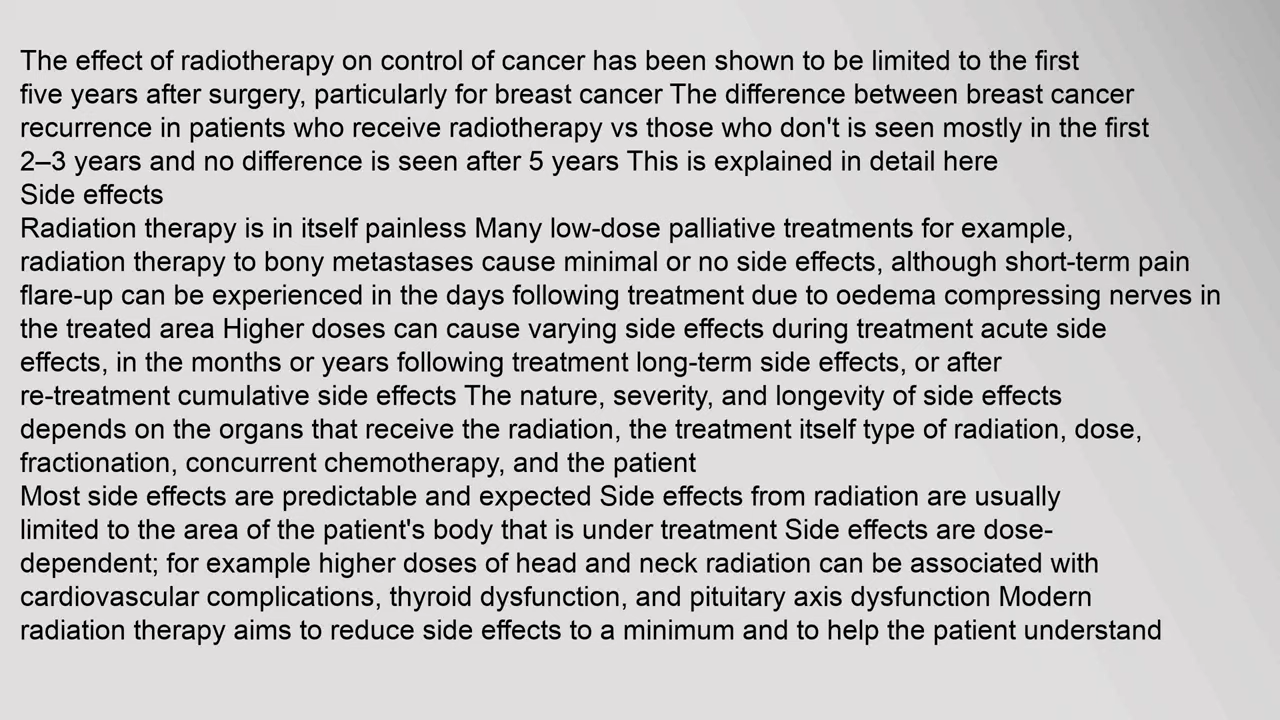 The effect of radiotherapy on control of cancer has been shown to be limited to the first
five years after surgery, particularly for breast cancer The difference between breast cancer
recurrence in patients who receive radiotherapy vs those who don't is seen mostly in the first
2–3 years and no difference is seen after 5 years This is explained in detail here
Side effects
Radiation therapy is in itself painless Many low-dose palliative treatments for example,
radiation therapy to bony metastases cause minimal or no side effects, although short-term pain
flare-up can be experienced in the days following treatment due to oedema compressing nerves in
the treated area Higher doses can cause varying side effects during treatment acute side
effects, in the months or years following treatment long-term side effects, or after
re-treatment cumulative side effects The nature, severity, and longevity of side effects
depends on the organs that receive the radiation, the treatment itself type of radiation, dose,
fractionation, concurrent chemotherapy, and the patient
Most side effects are predictable and expected Side effects from radiation are usually
limited to the area of the patient's body that is under treatment Side effects are dose-
dependent; for example higher doses of head and neck radiation can be associated with
cardiovascular complications, thyroid dysfunction, and pituitary axis dysfunction Modern
radiation therapy aims to reduce side effects to a minimum and to help the patient understand